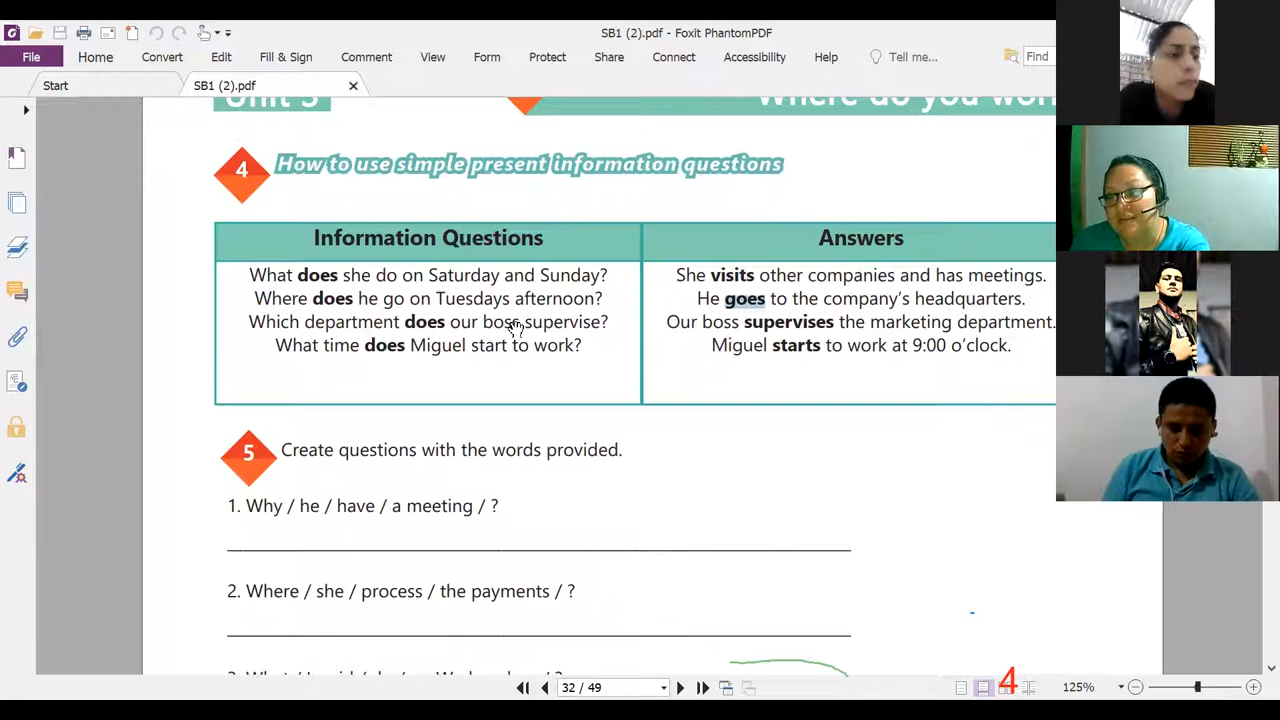 SB1 (2).pdf - Foxit PhantomPDF
File Home Convert Edit Fill & Sign Comment View Form Protect Share Connect Accessibility Help Tell me... Find
Start SB1 (2).pdf
Unit 3 Where do you wor
4 How to use simple present information questions
Information Questions Answers
What does she do on Saturday and Sunday? She visits other companies and has meetings.
Where does he go on Tuesdays afternoon? He goes to the company's headquarters.
Which department does our boss supervise? Our boss supervises the marketing department.
What time does Miguel start to work? Miguel starts to work at 9:00 o'clock.
5 Create questions with the words provided.
1. Why / he / have / a meeting / ?
2. Where / she / process / the payments / ?
32 / 49 4 125%